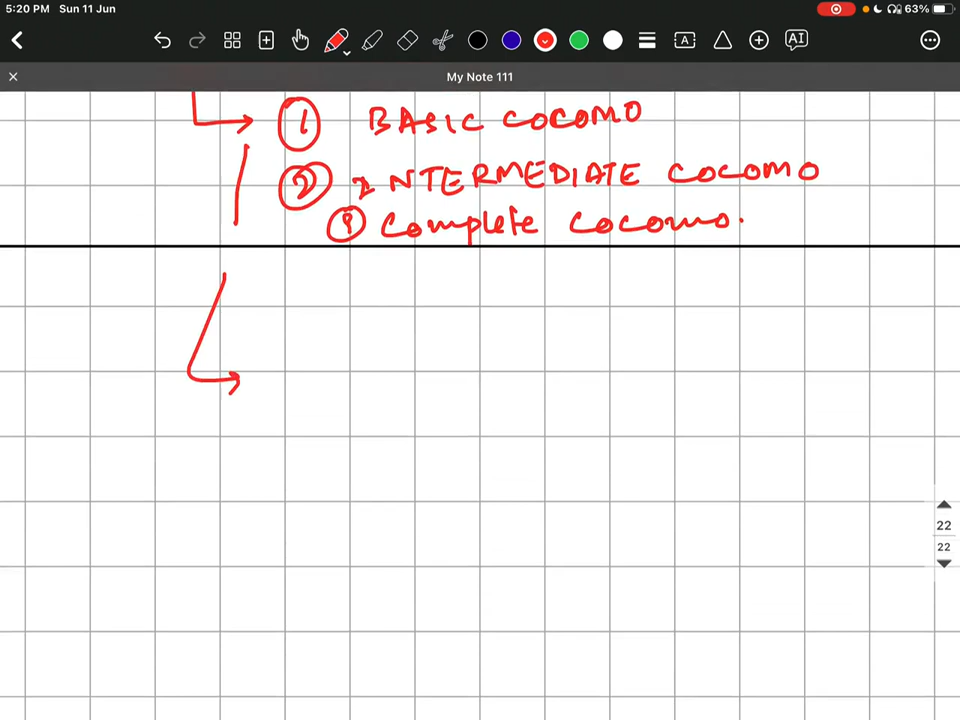 5:20 PM Sun 11 Jun 63%
AI
A
My Note 111
1 BASIC COCOMO
2 INTERMEDIATE COCOMO
Complete COCOMO.
22
22